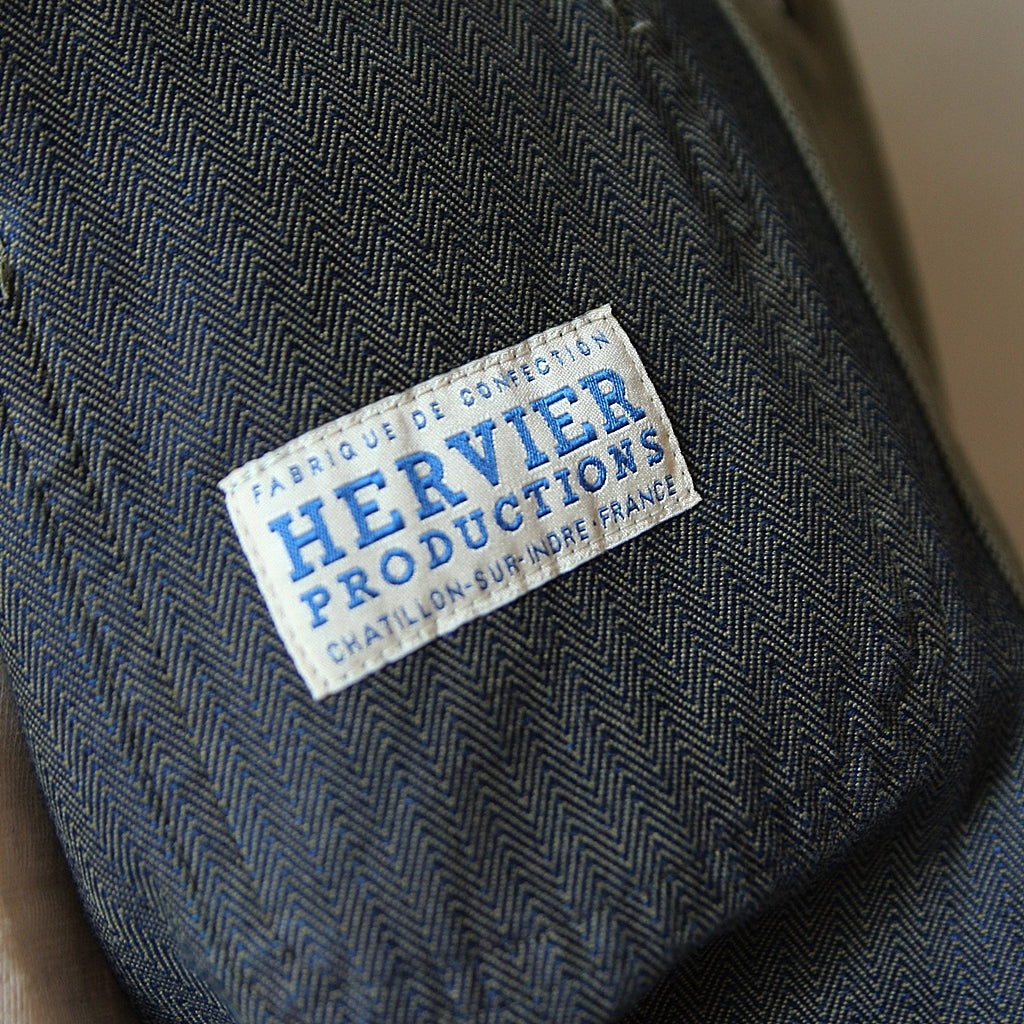 FABRIQUE DE CONFECTION
HERVIER
PRODUCTIONS
CHATILLON-SUR-INDRE·FRANCE